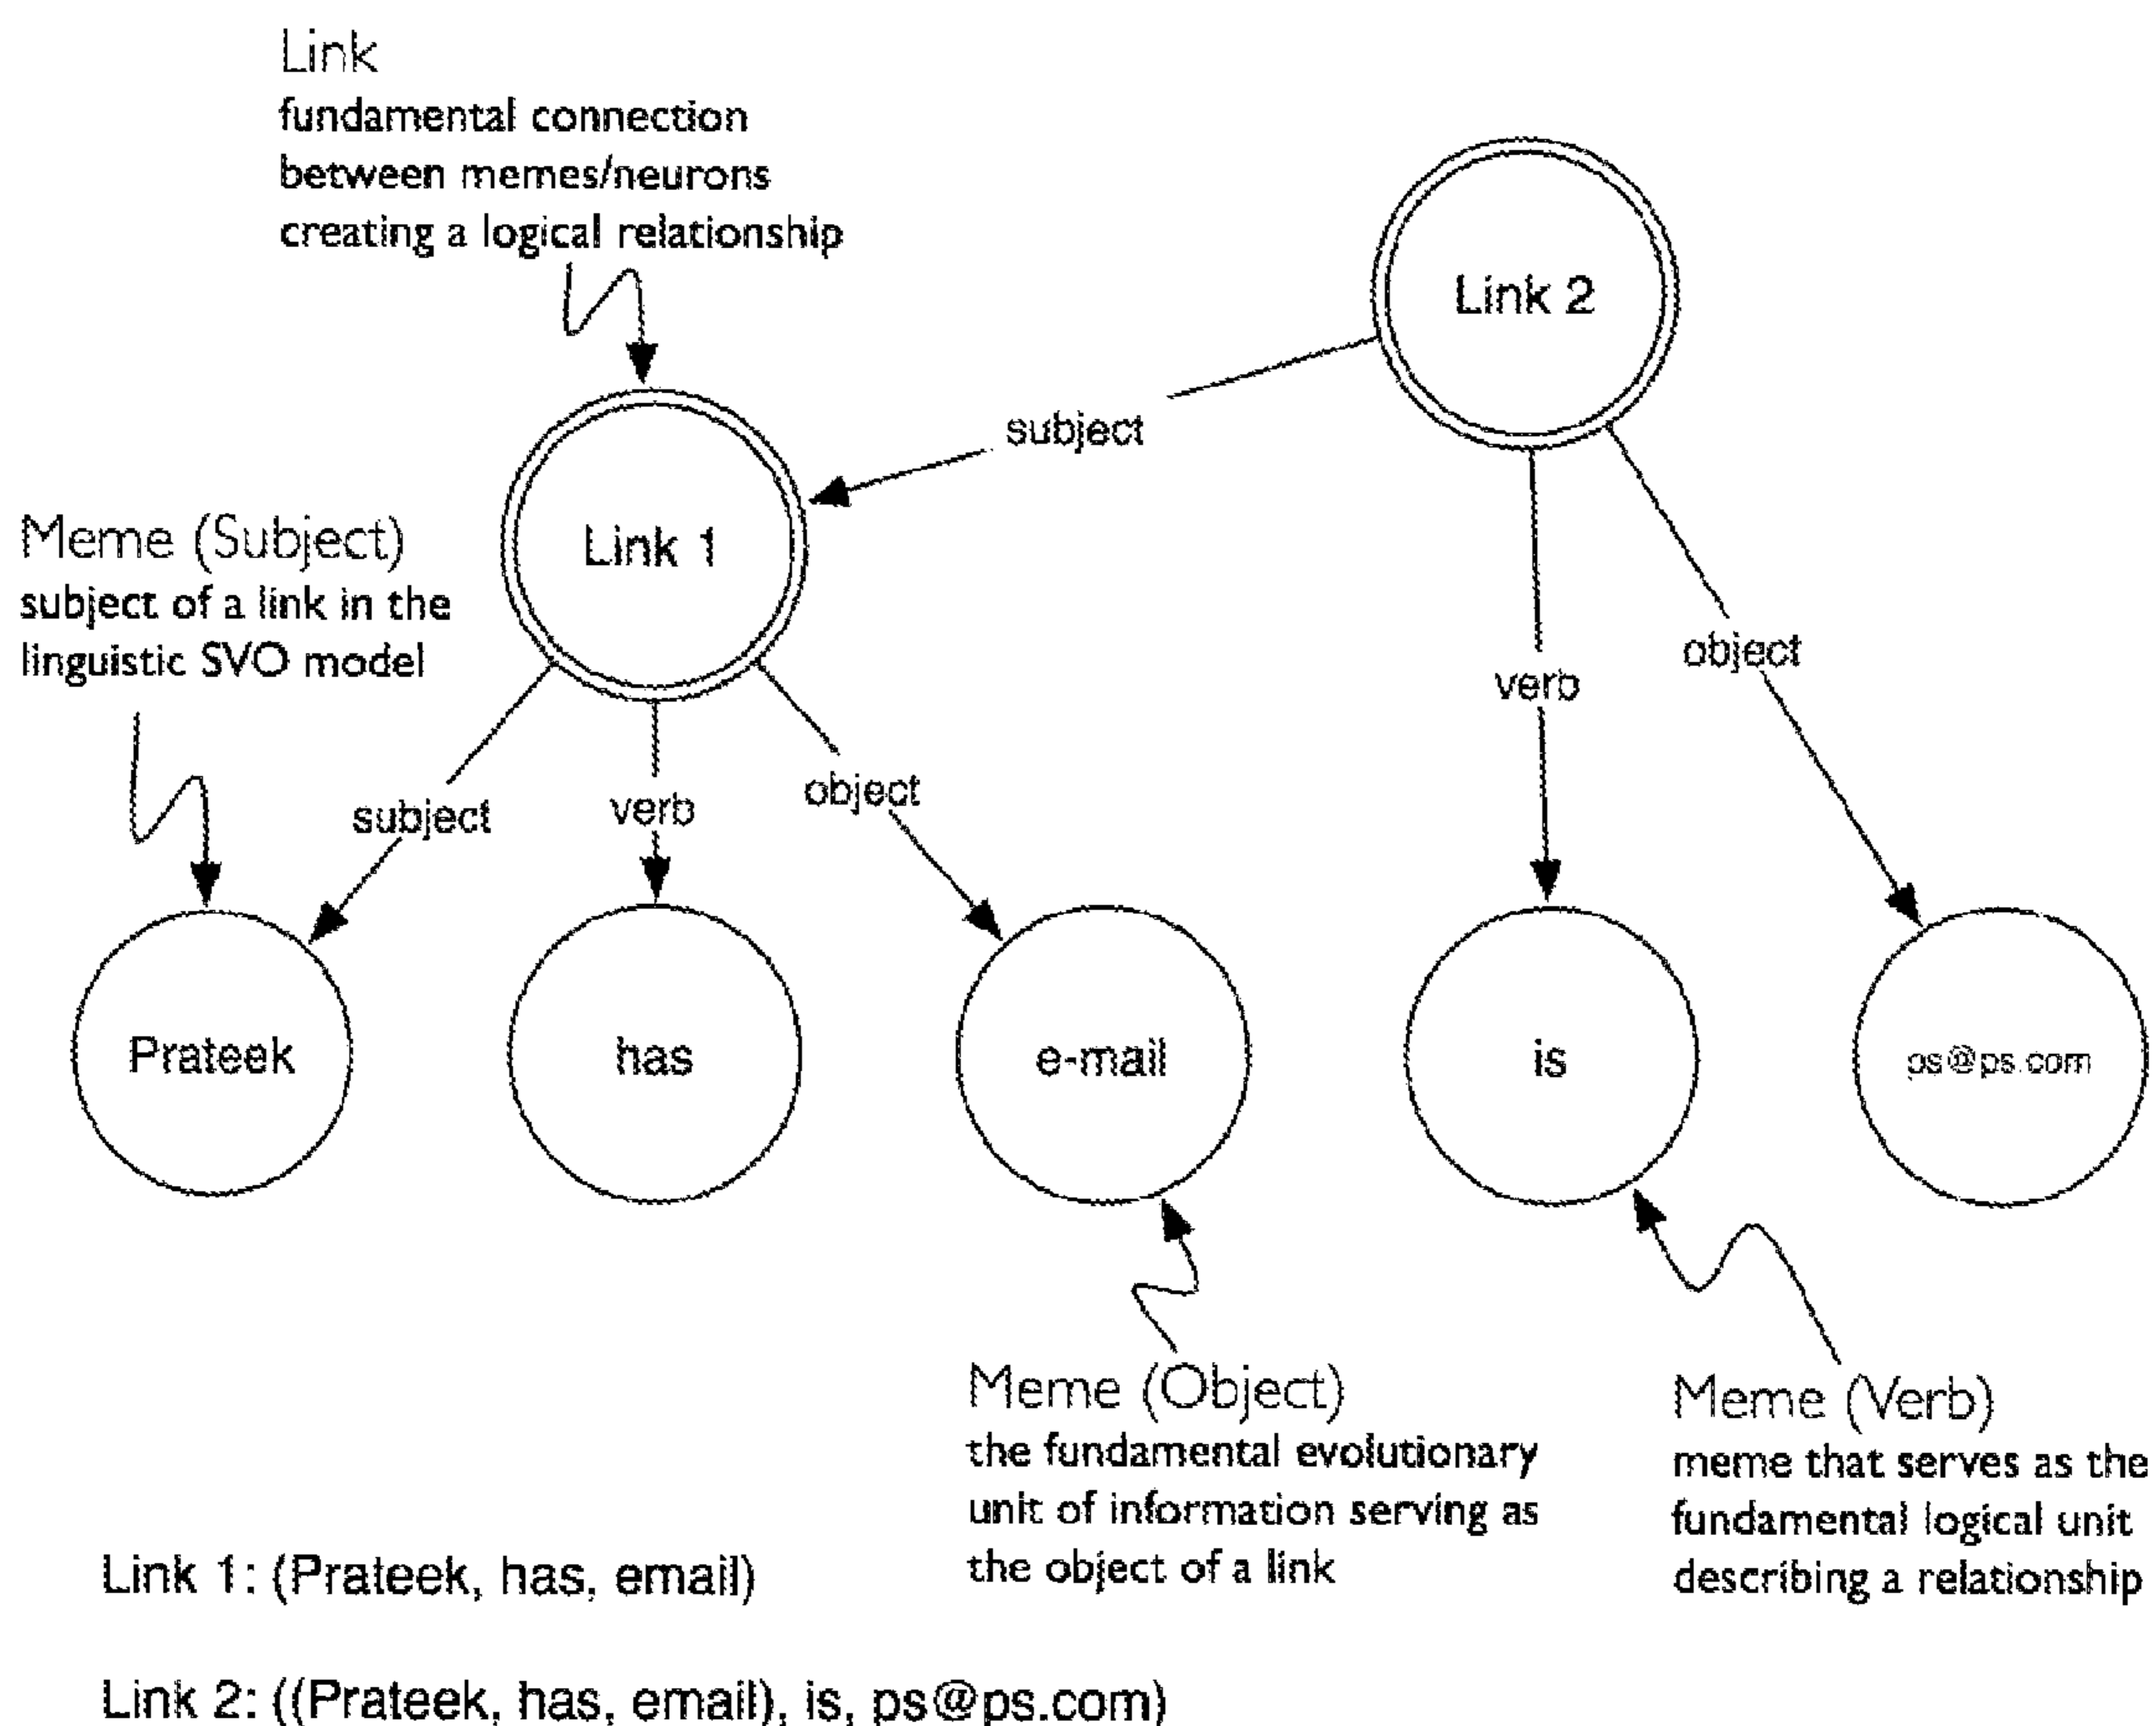 Link
fundamental connection
between memes/neurons
creating a logical relationship
Link 2
subject
Link 1
Meme (Subject)
subject of a link in the
linguistic SVO model
object
verb
subject
verb
object
Prateek
has
e-mail
is
ps@ps.com
Meme (Object)
the fundamental evolutionary
unit of information serving as
the object of a link
Meme (Verb)
meme that serves as the
fundamental logical unit
describing a relationship
Link 1: (Prateek, has, email)
Link 2: ((Prateek, has, email), is, ps@ps.com)